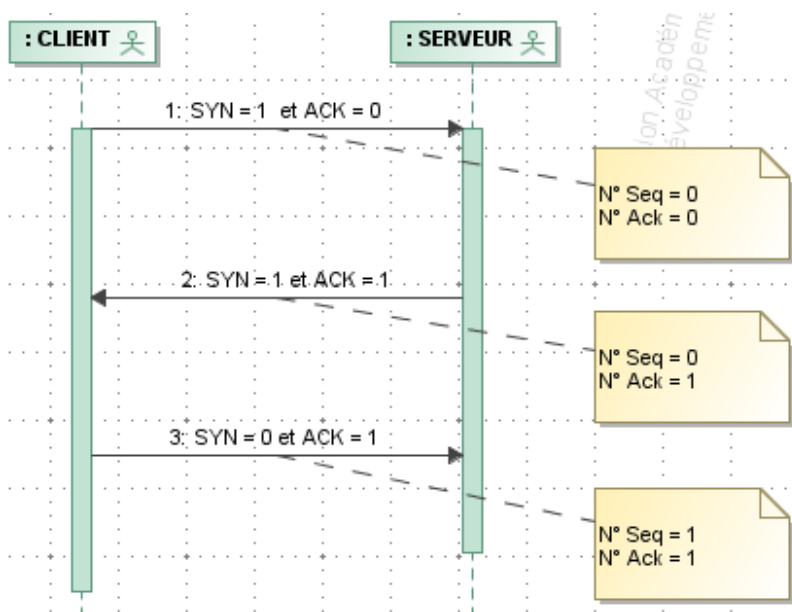 : CLIENT
: SERVEUR
1: SYN = 1 et ACK = 0
N° Seq = 0
N° Ack = 0
2: SYN = 1 et ACK = 1
N° Seq = 0
N° Ack = 1
3: SYN = 0 et ACK = 1
N° Seq = 1
N° Ack = 1